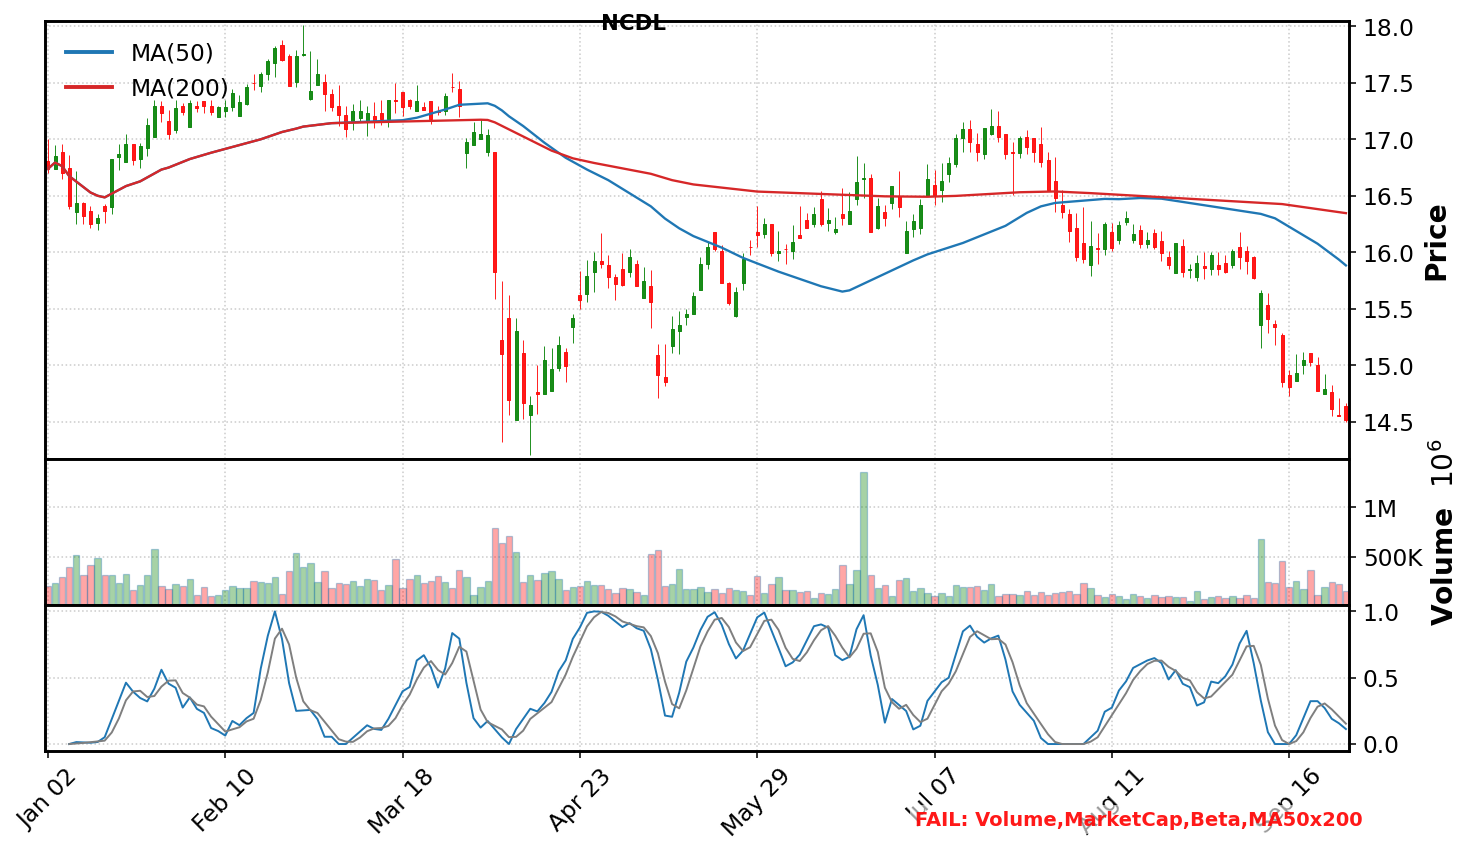 NCDL
MA(50)
MA(200)
18.0
17.5
17.0
16.5
16.0
15.5
15.0
14.5
Price
1M
500K
Volume 10⁶
1.0
0.5
0.0
Jan 02
Feb 10
Mar 18
Apr 23
May 29
Jul 07
Aug 11
Sep 16
FAIL: Volume,MarketCap,Beta,MA50x200